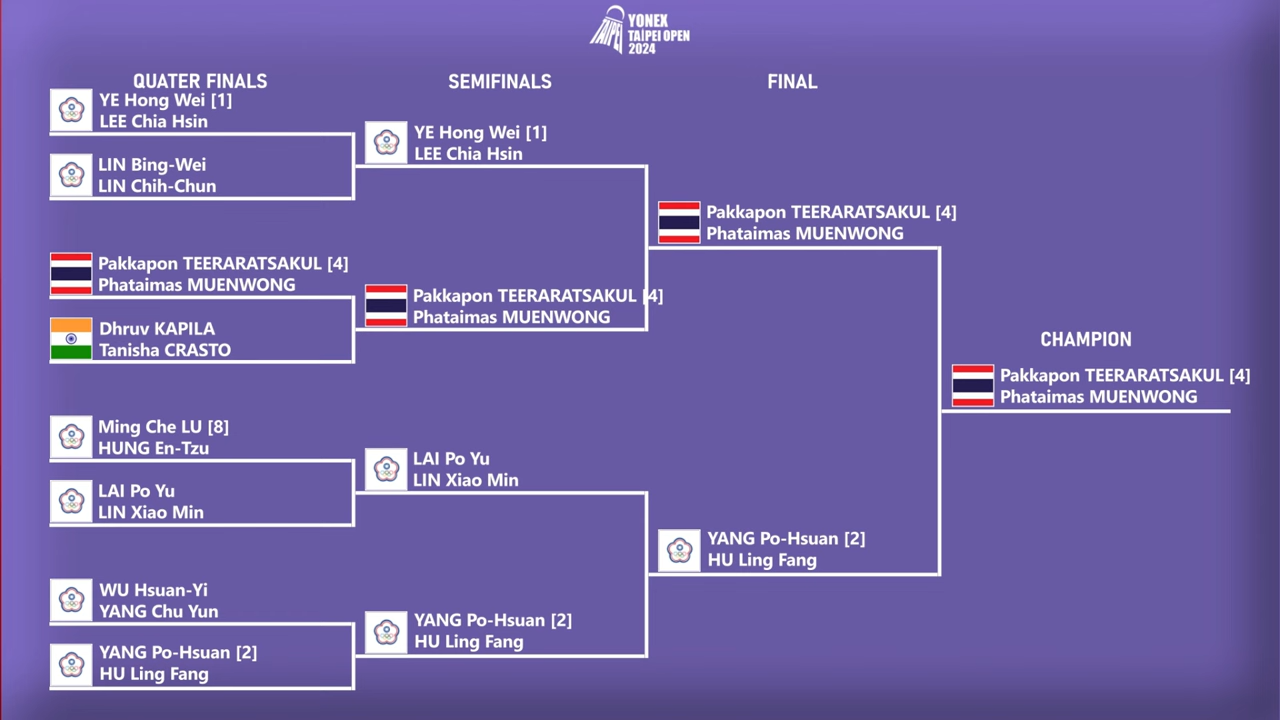 YONEX
TAIPEI OPEN
2024
QUATER FINALS
SEMIFINALS
FINAL
YE Hong Wei [1]
LEE Chia Hsin
LIN Bing-Wei
LIN Chih-Chun
Pakkapon TEERARATSAKUL [4]
Phataimas MUENWONG
Dhruv KAPILA
Tanisha CRASTO
Ming Che LU [8]
HUNG En-Tzu
LAI Po Yu
LIN Xiao Min
WU Hsuan-Yi
YANG Chu Yun
YANG Po-Hsuan [2]
HU Ling Fang
YE Hong Wei [1]
LEE Chia Hsin
Pakkapon TEERARATSAKUL [4]
Phataimas MUENWONG
LAI Po Yu
LIN Xiao Min
YANG Po-Hsuan [2]
HU Ling Fang
Pakkapon TEERARATSAKUL [4]
Phataimas MUENWONG
YANG Po-Hsuan [2]
HU Ling Fang
CHAMPION
Pakkapon TEERARATSAKUL [4]
Phataimas MUENWONG